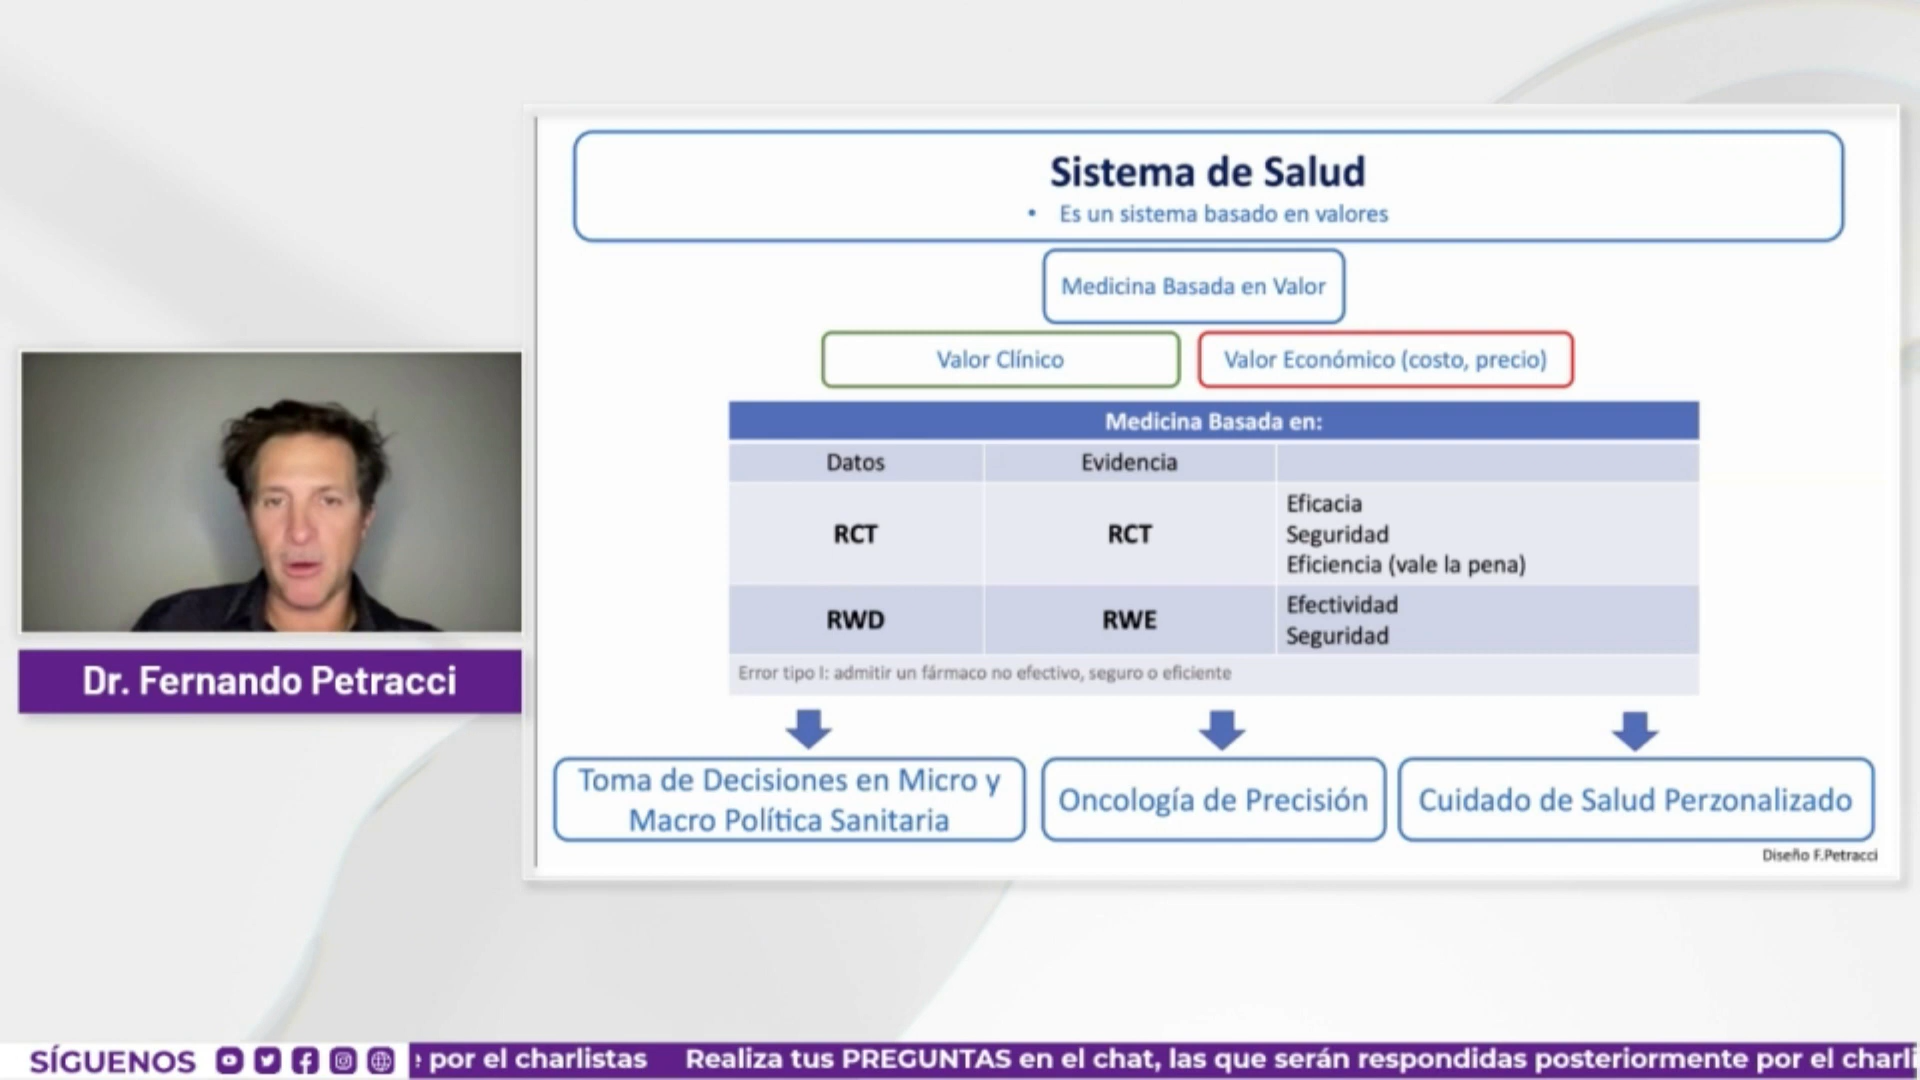 Sistema de Salud
• Es un sistema basado en valores
Medicina Basada en Valor
Valor Clínico
Valor Económico (costo, precio)
Medicina Basada en:
Datos
Evidencia
RCT
RCT
Eficacia
Seguridad
Eficiencia (vale la pena)
RWD
RWE
Efectividad
Seguridad
Error tipo I: admitir un fármaco no efectivo, seguro o eficiente
Toma de Decisiones en Micro y
Macro Política Sanitaria
Oncología de Precisión
Cuidado de Salud Perzonalizado
Diseño F.Petracci
Dr. Fernando Petracci
SÍGUENOS
por el charlistas Realiza tus PREGUNTAS en el chat, las que serán respondidas posteriormente por el charli